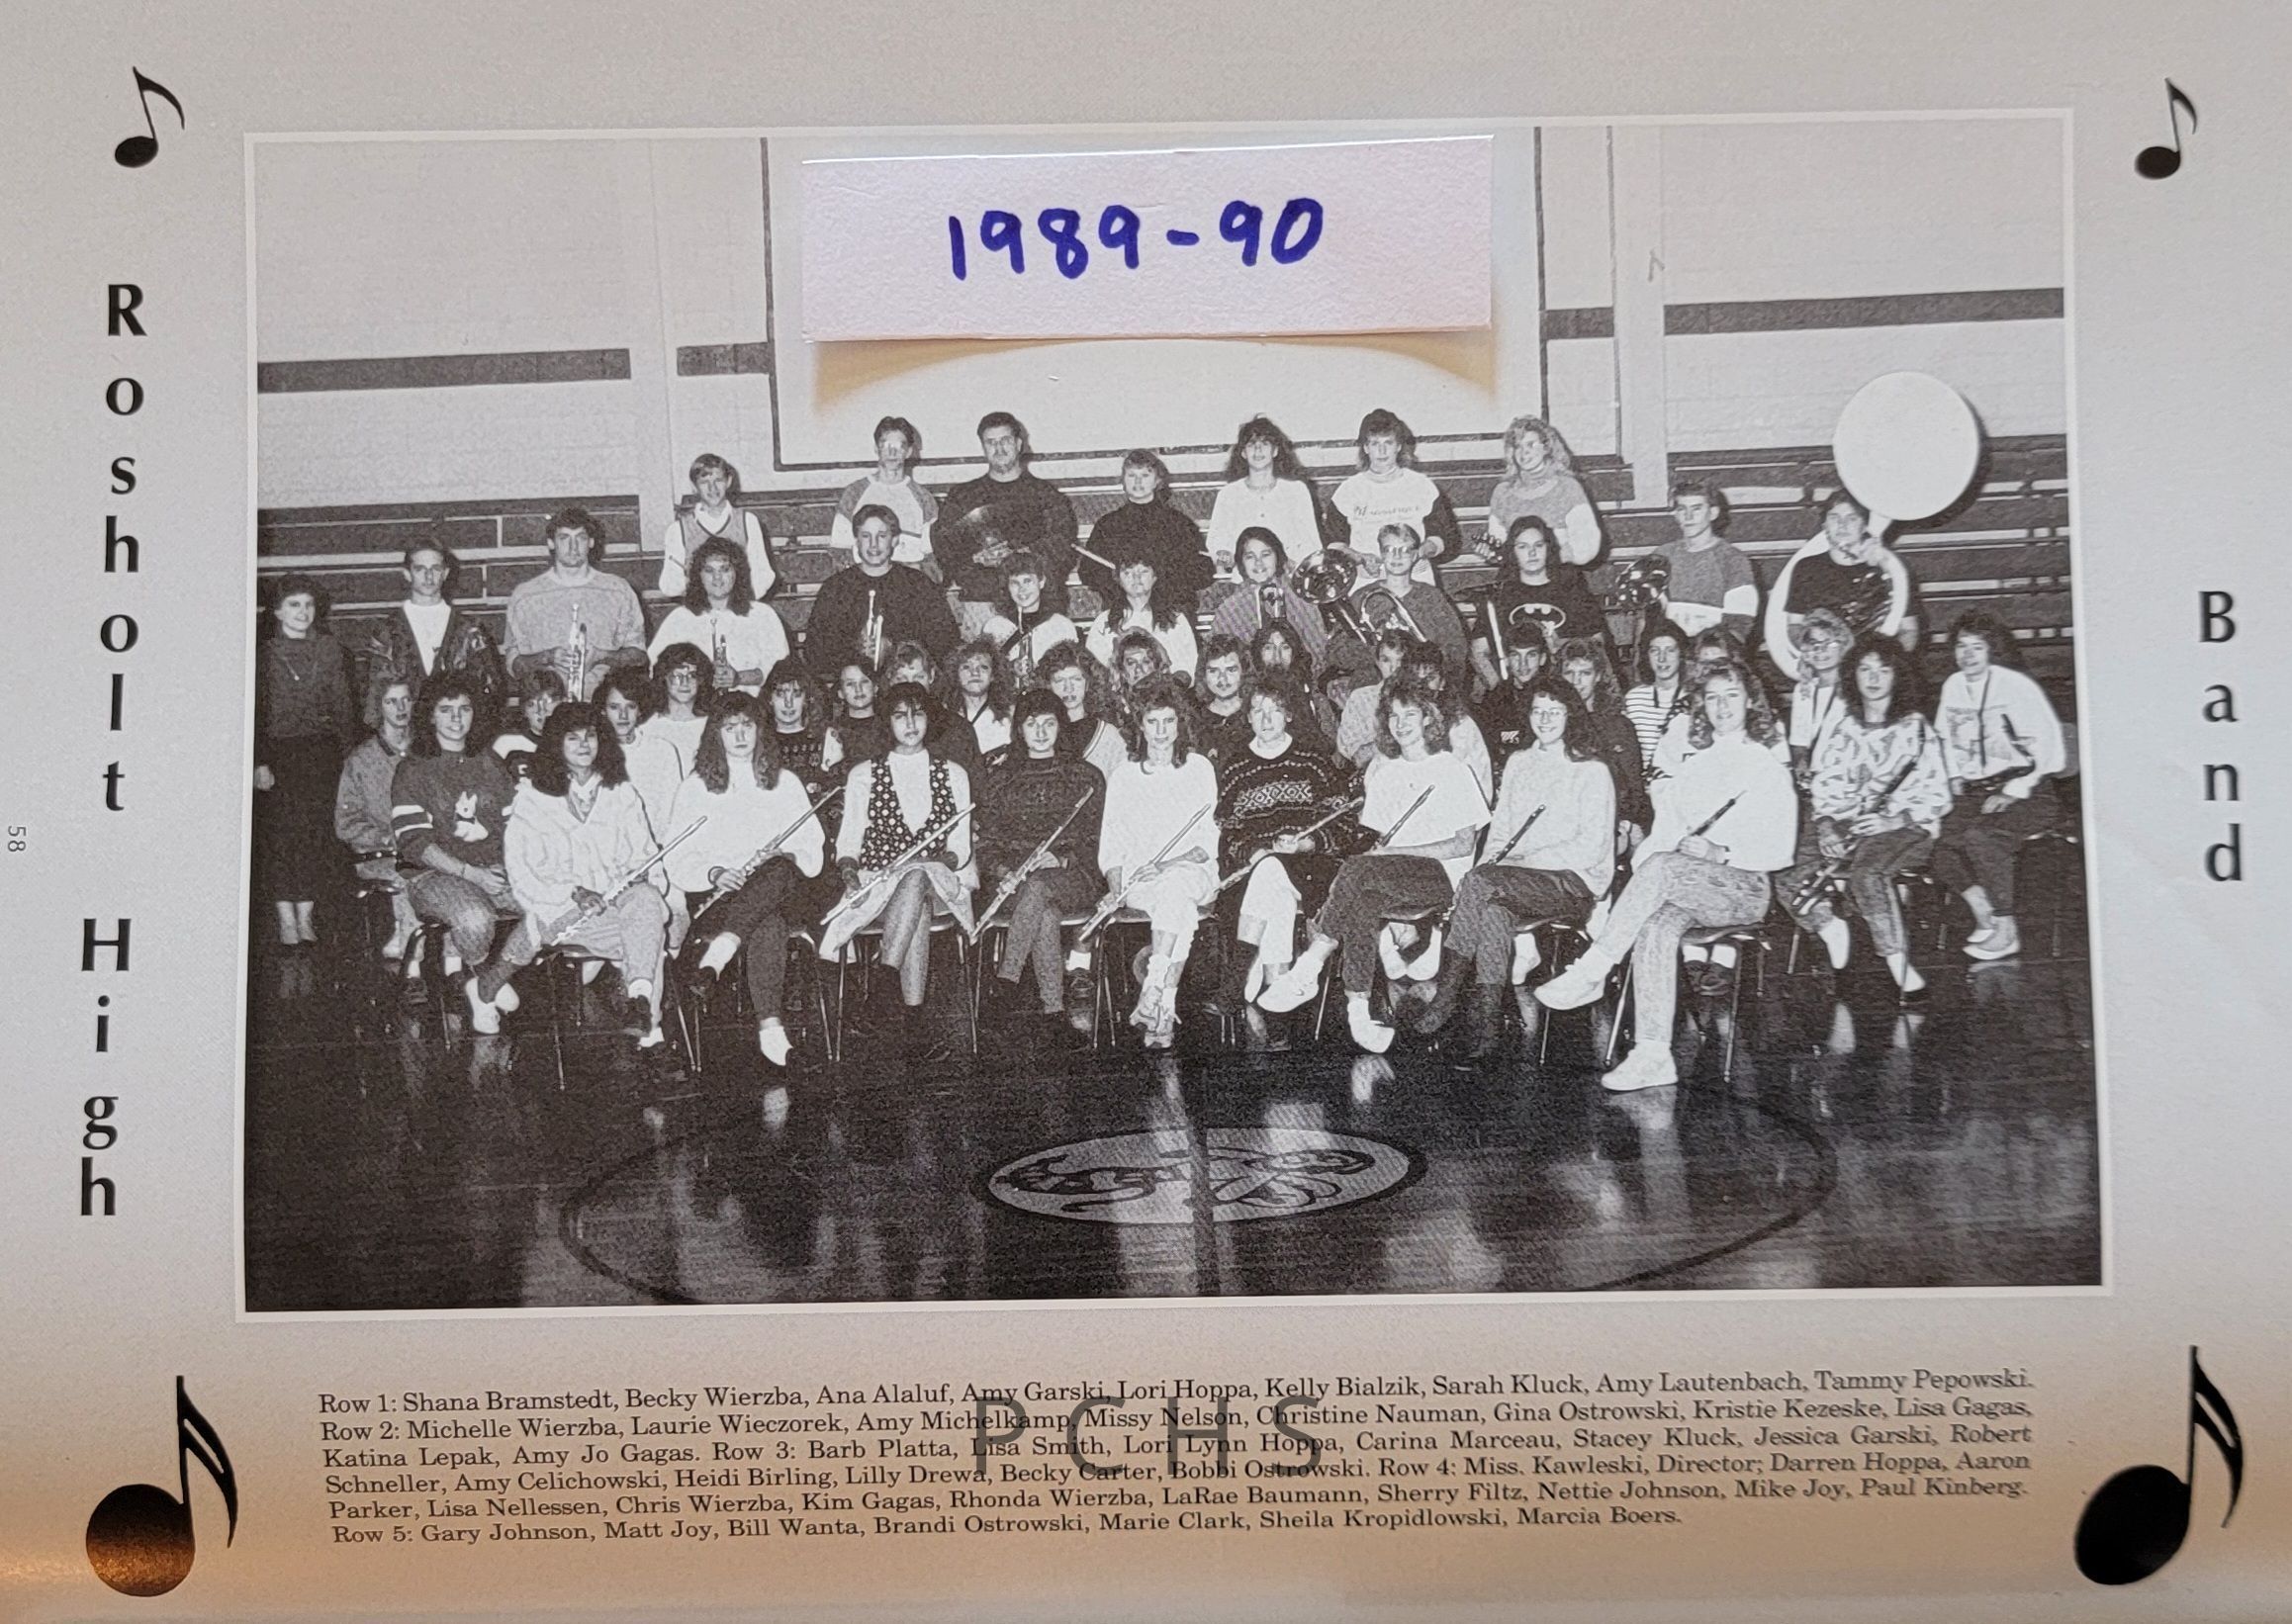 1989-90
Rosholt High
Band
58
Row 1: Shana Bramstedt, Becky Wierzba, Ana Alaluf, Amy Garski, Lori Hoppa, Kelly Bialzik, Sarah Kluck, Amy Lautenbach, Tammy Pepowski.
Row 2: Michelle Wierzba, Laurie Wieczorek, Amy Michelkamp, Missy Nelson, Christine Nauman, Gina Ostrowski, Kristie Kezeske, Lisa Gagas,
Katina Lepak, Amy Jo Gagas. Row 3: Barb Platta, Lisa Smith, Lori Lynn Hoppa, Carina Marceau, Stacey Kluck, Jessica Garski, Robert
Schneller, Amy Celichowski, Heidi Birling, Lilly Drewa, Becky Carter, Bobbi Ostrowski. Row 4: Miss. Kawleski, Director; Darren Hoppa, Aaron
Parker, Lisa Nellessen, Chris Wierzba, Kim Gagas, Rhonda Wierzba, LaRae Baumann, Sherry Filtz, Nettie Johnson, Mike Joy, Paul Kinberg.
Row 5: Gary Johnson, Matt Joy, Bill Wanta, Brandi Ostrowski, Marie Clark, Sheila Kropidlowski, Marcia Boers.
PCHS